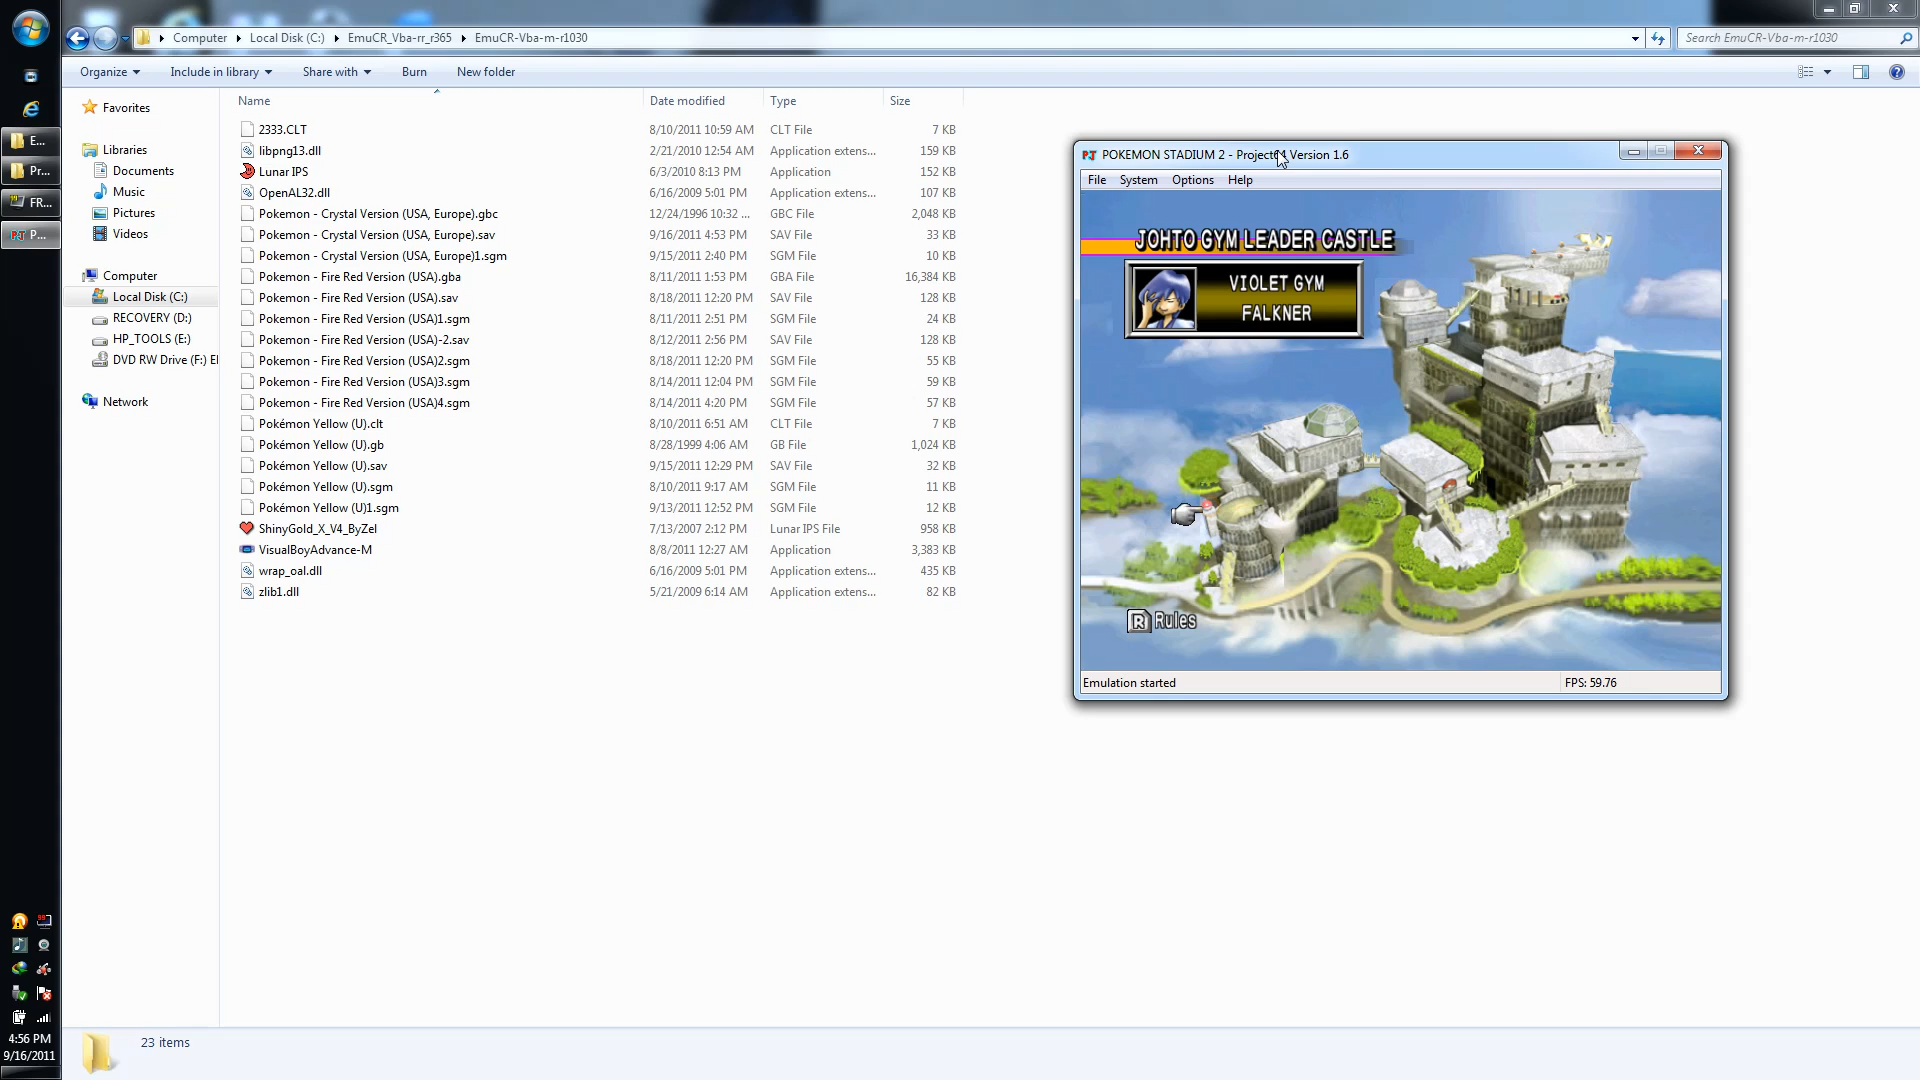 Computer Local Disk (C:) EmuCR_Vba-rr_r365 EmuCR-Vba-m-r1030
Search EmuCR-Vba-m-r1030
Organize Include in library Share with Burn New folder
E...
Pr...
FR...
P...
4:56 PM
9/16/2011
Favorites
Libraries
Documents
Music
Pictures
Videos
Computer
Local Disk (C:)
RECOVERY (D:)
HP_TOOLS (E:)
DVD RW Drive (F:) El
Network
Name Date modified Type Size
2333.CLT 8/10/2011 10:59 AM CLT File 7 KB
libpng13.dll 2/21/2010 12:54 AM Application extens... 159 KB
Lunar IPS 6/3/2010 8:13 PM Application 152 KB
OpenAL32.dll 6/16/2009 5:01 PM Application extens... 107 KB
Pokemon - Crystal Version (USA, Europe).gbc 12/24/1996 10:32 ... GBC File 2,048 KB
Pokemon - Crystal Version (USA, Europe).sav 9/16/2011 4:53 PM SAV File 33 KB
Pokemon - Crystal Version (USA, Europe)1.sgm 9/15/2011 2:40 PM SGM File 10 KB
Pokemon - Fire Red Version (USA).gba 8/11/2011 1:53 PM GBA File 16,384 KB
Pokemon - Fire Red Version (USA).sav 8/18/2011 12:20 PM SAV File 128 KB
Pokemon - Fire Red Version (USA)1.sgm 8/11/2011 2:51 PM SGM File 24 KB
Pokemon - Fire Red Version (USA)-2.sav 8/12/2011 2:56 PM SAV File 128 KB
Pokemon - Fire Red Version (USA)2.sgm 8/18/2011 12:20 PM SGM File 55 KB
Pokemon - Fire Red Version (USA)3.sgm 8/14/2011 12:04 PM SGM File 59 KB
Pokemon - Fire Red Version (USA)4.sgm 8/14/2011 4:20 PM SGM File 57 KB
Pokémon Yellow (U).clt 8/10/2011 6:51 AM CLT File 7 KB
Pokémon Yellow (U).gb 8/28/1999 4:06 AM GB File 1,024 KB
Pokémon Yellow (U).sav 9/15/2011 12:29 PM SAV File 32 KB
Pokémon Yellow (U).sgm 8/10/2011 9:17 AM SGM File 11 KB
Pokémon Yellow (U)1.sgm 9/13/2011 12:52 PM SGM File 12 KB
ShinyGold_X_V4_ByZel 7/13/2007 2:12 PM Lunar IPS File 958 KB
VisualBoyAdvance-M 8/8/2011 12:27 AM Application 3,383 KB
wrap_oal.dll 6/16/2009 5:01 PM Application extens... 435 KB
zlib1.dll 5/21/2009 6:14 AM Application extens... 82 KB
23 items
POKEMON STADIUM 2 - Project64 Version 1.6
File System Options Help
JOHTO GYM LEADER CASTLE
VIOLET GYM
FALKNER
R Rules
Emulation started FPS: 59.76